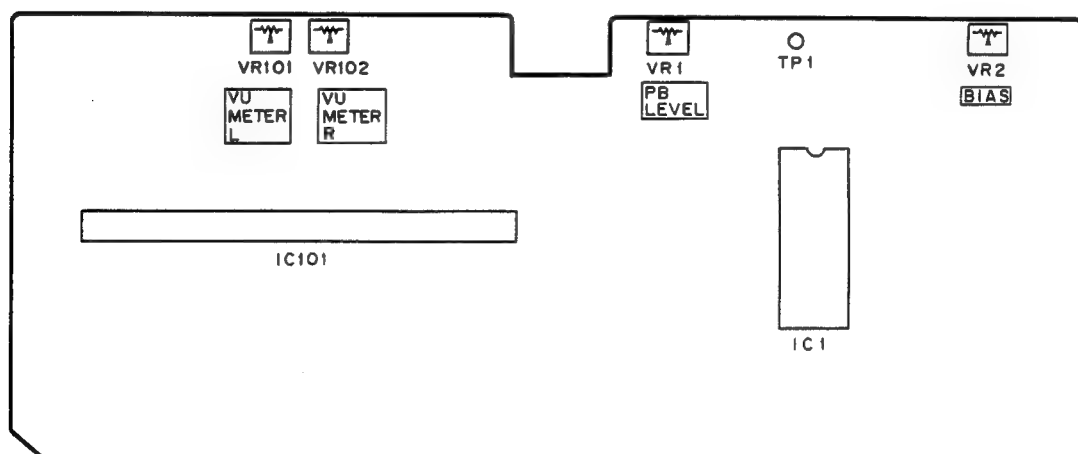 VR101
VR102
VR1
TP1
VR2
VU
METER
L
VU
METER
R
PB
LEVEL
BIAS
IC101
IC1